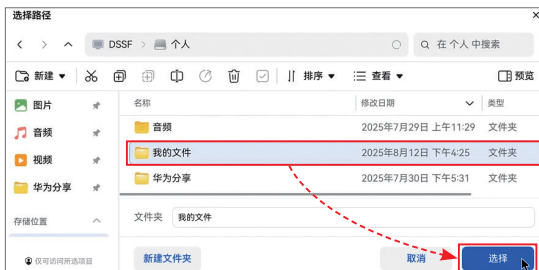 选择路径
DSSF > 个人
在 个人 中搜索
新建
排序
查看
预览
名称
修改日期
类型
图片
音频
视频
华为分享
音频 2025年7月29日 上午11:29 文件夹
我的文件 2025年8月12日 下午4:25 文件夹
华为分享 2025年7月30日 下午5:31 文件夹
存储位置
文件夹 我的文件
仅可访问所选项目
新建文件夹
取消
选择